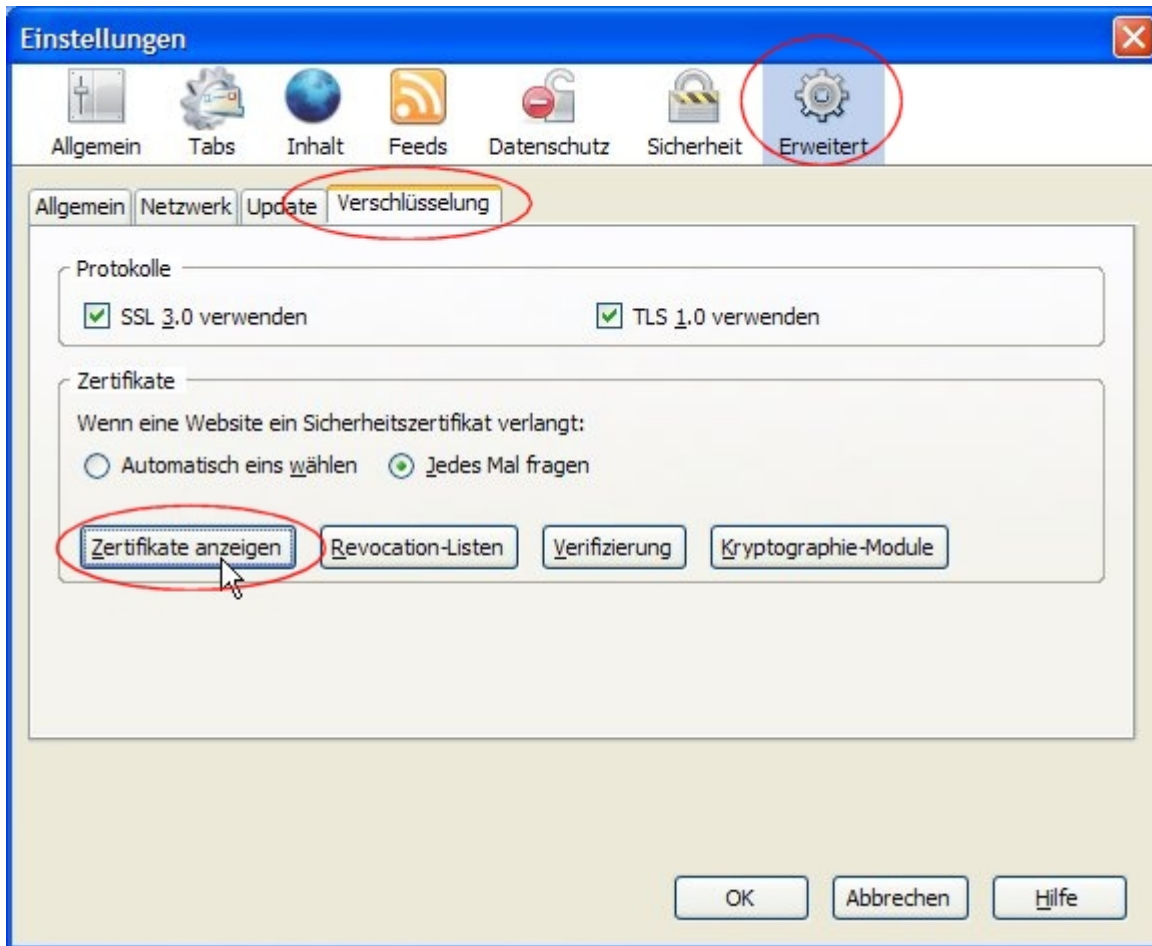 Einstellungen
Allgemein Tabs Inhalt Feeds Datenschutz Sicherheit Erweitert
Allgemein Netzwerk Update Verschlüsselung
Protokolle
SSL 3.0 verwenden TLS 1.0 verwenden
Zertifikate
Wenn eine Website ein Sicherheitszertifikat verlangt:
Automatisch eins wählen Jedes Mal fragen
Zertifikate anzeigen Revocation-Listen Verifizierung Kryptographie-Module
OK Abbrechen Hilfe